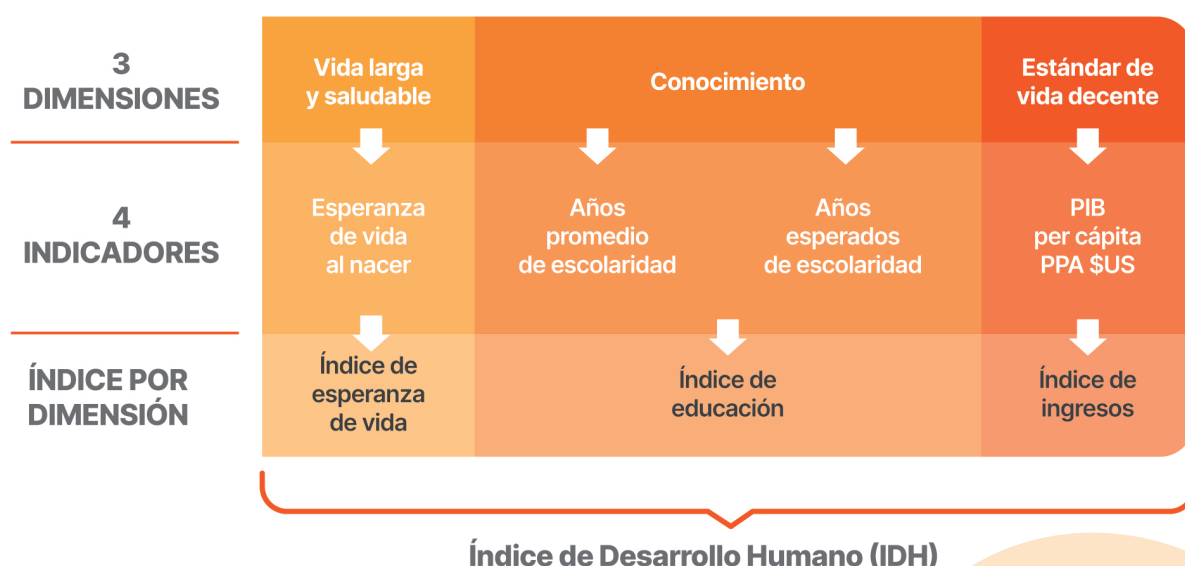 3
DIMENSIONES
Vida larga
y saludable
Conocimiento
Estándar de
vida decente
4
INDICADORES
Esperanza
de vida
al nacer
Años
promedio
de escolaridad
Años
esperados
de escolaridad
PIB
per cápita
PPA $US
ÍNDICE POR
DIMENSIÓN
Índice de
esperanza
de vida
Índice de
educación
Índice de
ingresos
Índice de Desarrollo Humano (IDH)